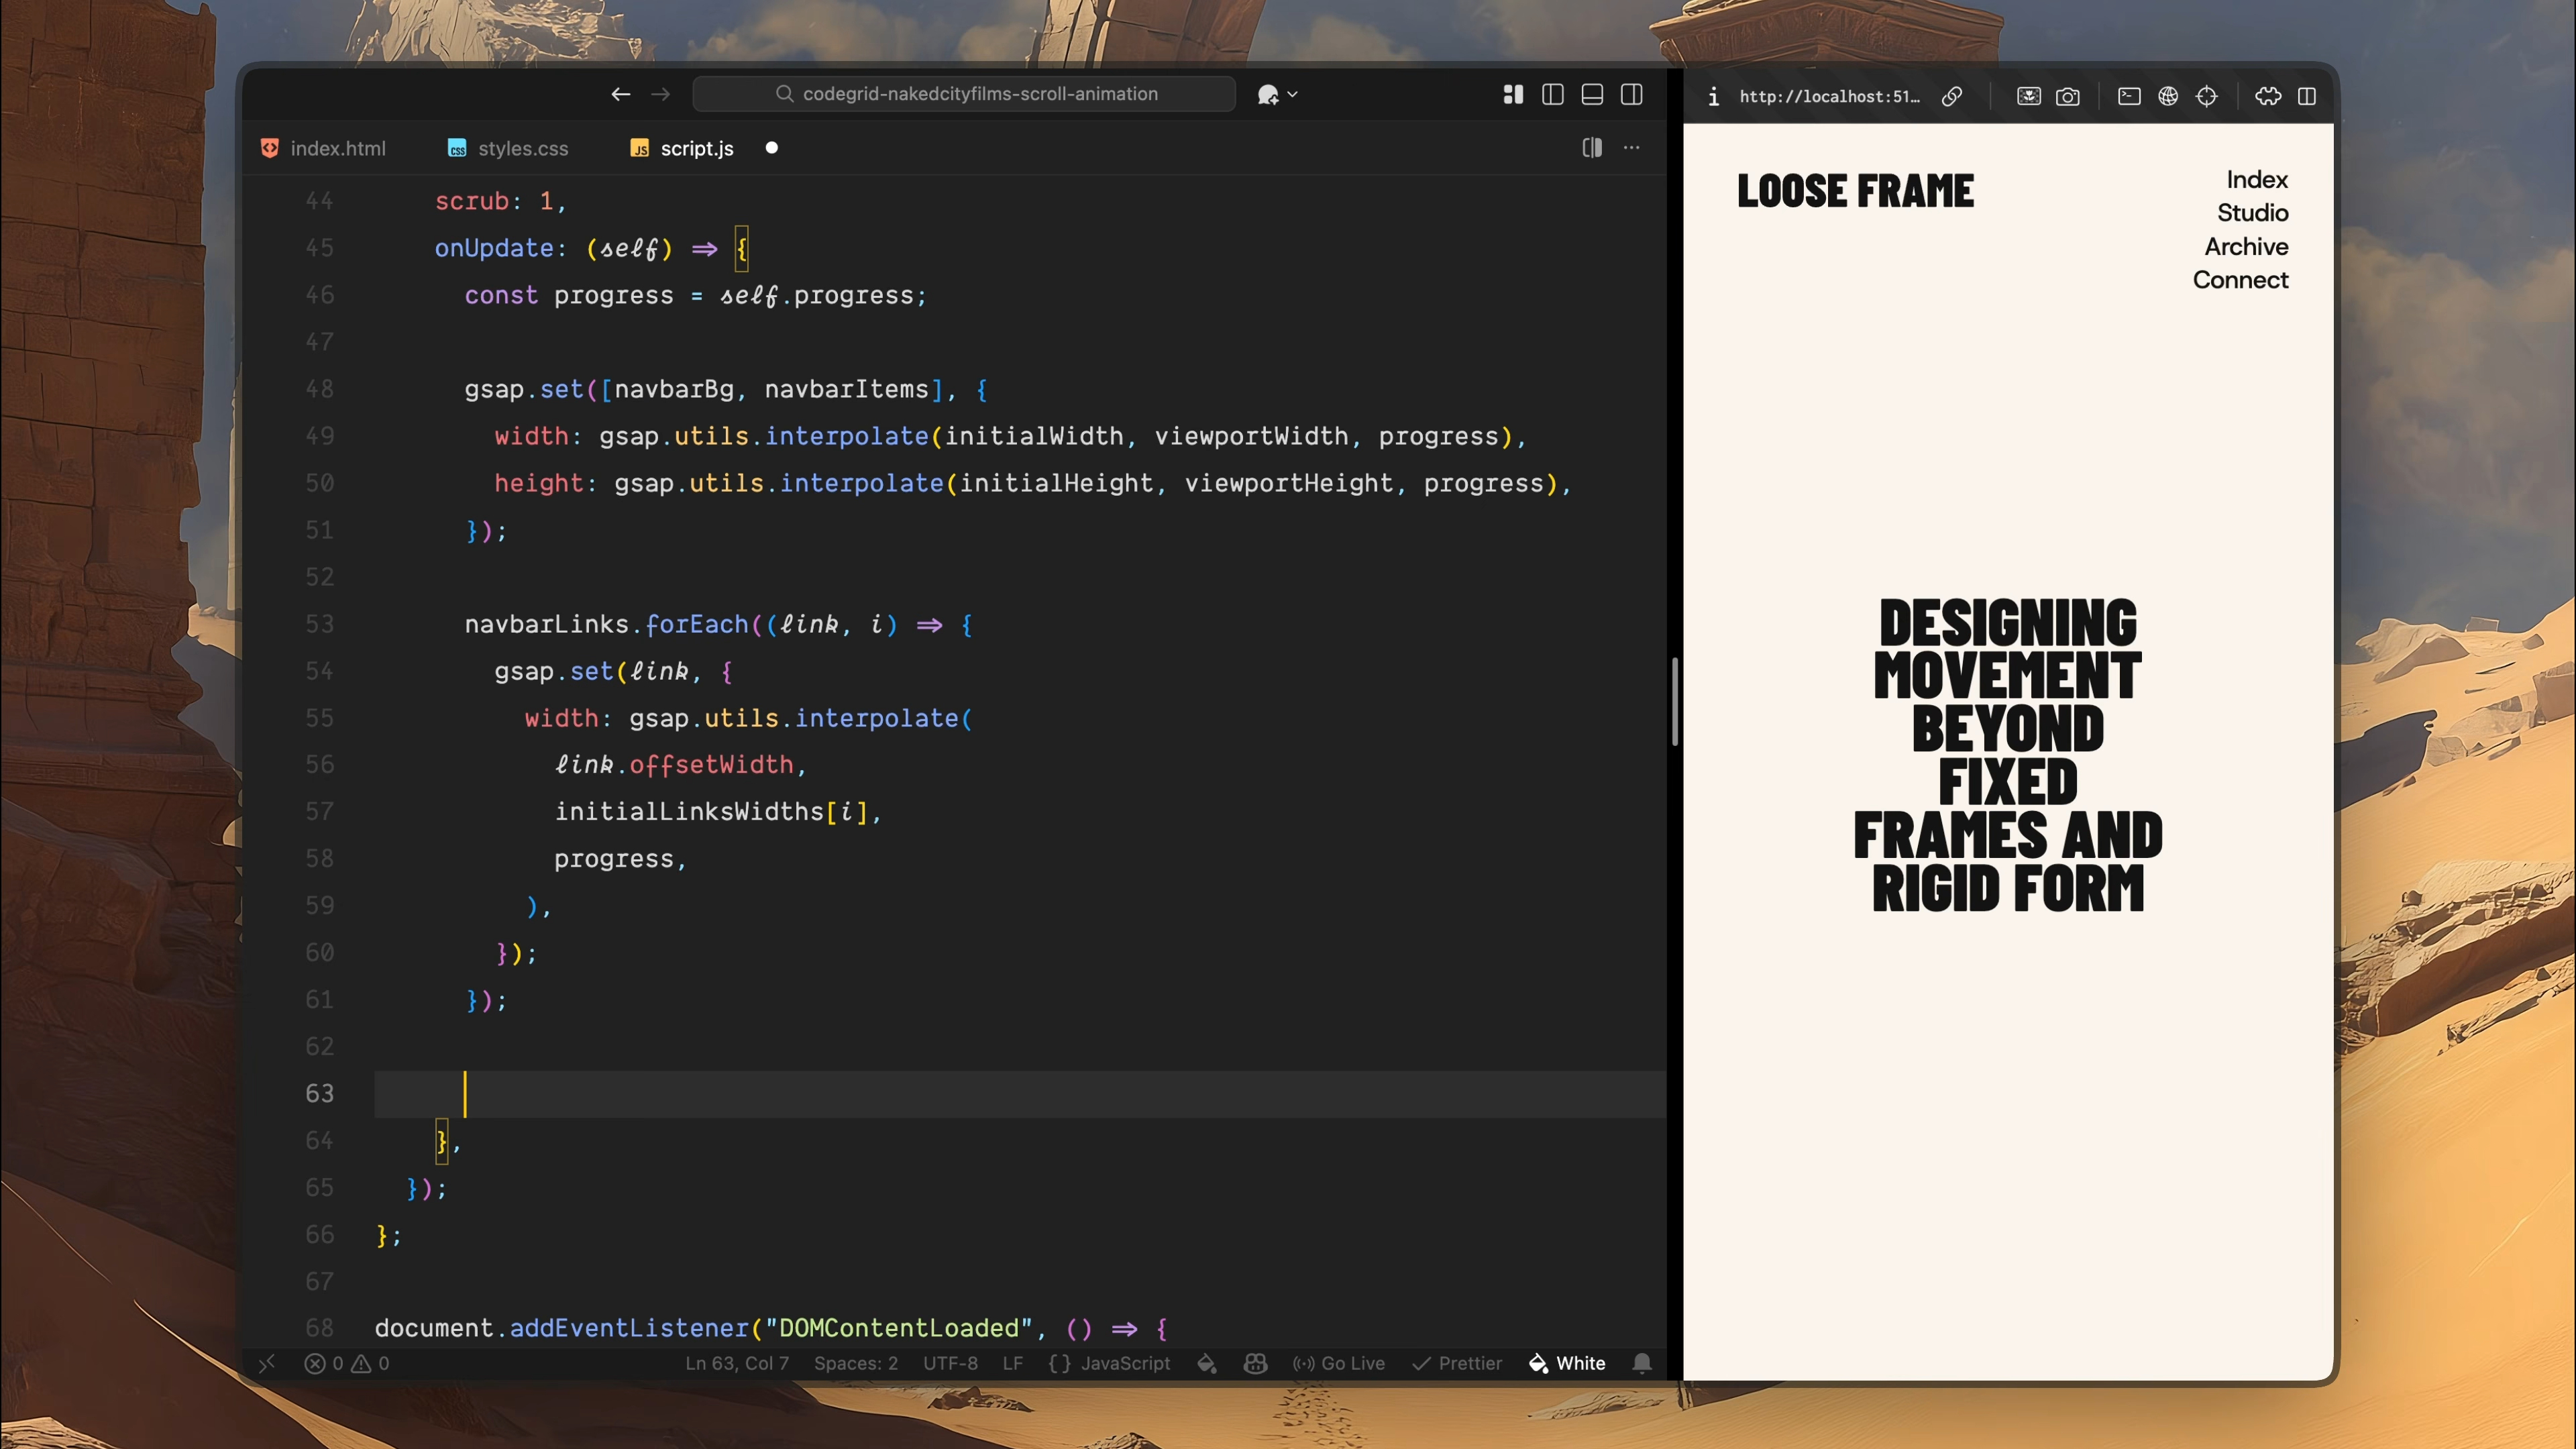 codegrid-nakedcityfilms-scroll-animation
index.html
styles.css
script.js
44 scrub: 1,
45 onUpdate: (self) => {
46 const progress = self.progress;
47
48 gsap.set([navbarBg, navbarItems], {
49 width: gsap.utils.interpolate(initialWidth, viewportWidth, progress),
50 height: gsap.utils.interpolate(initialHeight, viewportHeight, progress),
51 });
52
53 navbarLinks.forEach((link, i) => {
54 gsap.set(link, {
55 width: gsap.utils.interpolate(
56 link.offsetWidth,
57 initialLinksWidths[i],
58 progress,
59 ),
60 });
61 });
62
63
64 },
65 });
66 };
67
68 document.addEventListener("DOMContentLoaded", () => {
0 0
Ln 63, Col 7
Spaces: 2
UTF-8
LF
{} JavaScript
Go Live
Prettier
White
http://localhost:51…
LOOSE FRAME
Index
Studio
Archive
Connect
DESIGNING
MOVEMENT
BEYOND
FIXED
FRAMES AND
RIGID FORM